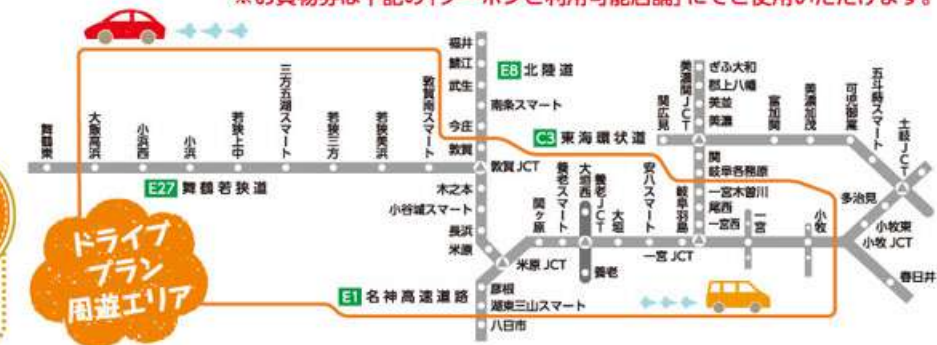 ※お買物券は下記の「クーポンご利用可能店舗」にてご使用いただけます。
福井
鯖江
武生
南条スマート
今庄
敦賀
E8 北陸道
舞鶴東
大飯高浜
小浜西
小浜
若狭上中
三方五湖スマート
若狭三方
若狭美浜
敦賀南スマート
敦賀JCT
E27 舞鶴若狭道
木之本
小谷城スマート
長浜
米原
米原JCT
彦根
湖東三山スマート
八日市
E1 名神高速道路
関ヶ原
養老スマート
大垣西
養老JCT
養老
大垣
安八スマート
岐阜羽島
一宮JCT
C3 東海環状道
関広見
美濃関JCT
ぎふ大和
郡上八幡
美並
美濃
関
岐阜各務原
一宮木曽川
尾西
一宮西
一宮
小牧
富加関
美濃加茂
可児御嵩
五斗蒔スマート
土岐JCT
多治見
小牧東
小牧JCT
春日井
ドライブ
プラン
周遊エリア